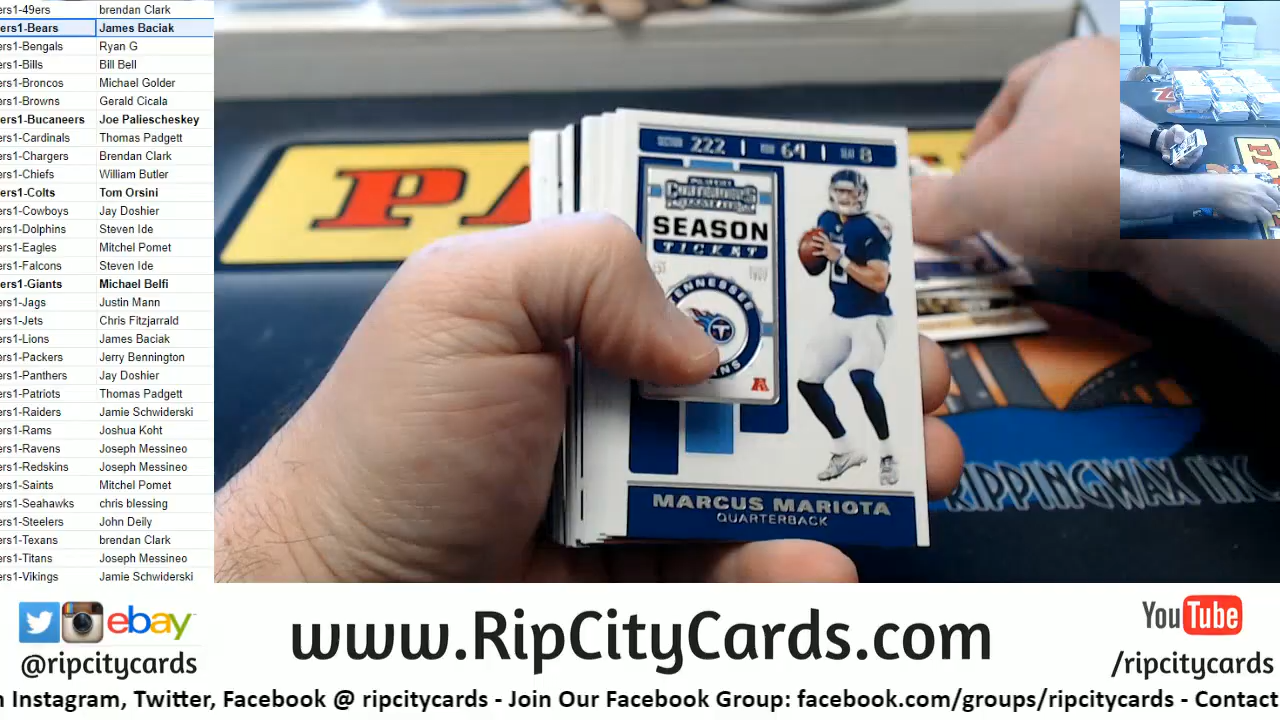 ers1-49ers brendan Clark
ers1-Bears James Baciak
ers1-Bengals Ryan G
ers1-Bills Bill Bell
ers1-Broncos Michael Golder
ers1-Browns Gerald Cicala
ers1-Bucaneers Joe Paliescheskey
ers1-Cardinals Thomas Padgett
ers1-Chargers Brendan Clark
ers1-Chiefs William Butler
ers1-Colts Tom Orsini
ers1-Cowboys Jay Doshier
ers1-Dolphins Steven Ide
ers1-Eagles Mitchel Pomet
ers1-Falcons Steven Ide
ers1-Giants Michael Belfi
ers1-Jags Justin Mann
ers1-Jets Chris Fitzjarrald
ers1-Lions James Baciak
ers1-Packers Jerry Bennington
ers1-Panthers Jay Doshier
ers1-Patriots Thomas Padgett
ers1-Raiders Jamie Schwiderski
ers1-Rams Joshua Koht
ers1-Ravens Joseph Messineo
ers1-Redskins Joseph Messineo
ers1-Saints Mitchel Pomet
ers1-Seahawks chris blessing
ers1-Steelers John Deily
ers1-Texans brendan Clark
ers1-Titans Joseph Messineo
ers1-Vikings Jamie Schwiderski
PA
SECTION 222 | ROW 64 | SEAT 8
SEASON
TICKET
TENNESSEE
T
MARCUS MARIOTA
QUARTERBACK
RIPPINGWAX INC
ebay
@ripcitycards
www.RipCityCards.com
YouTube
/ripcitycards
n Instagram, Twitter, Facebook @ ripcitycards - Join Our Facebook Group: facebook.com/groups/ripcitycards - Contact